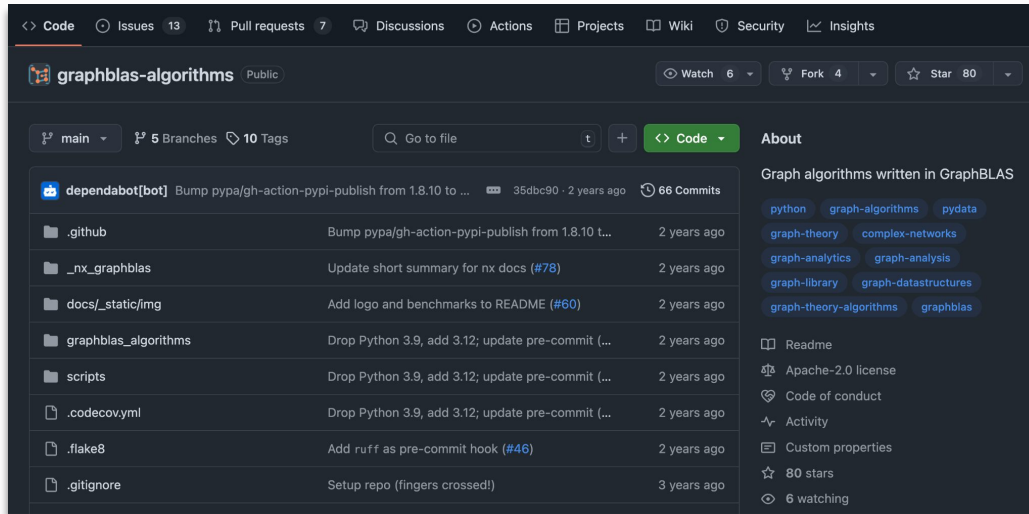 Code Issues 13 Pull requests 7 Discussions Actions Projects Wiki Security Insights
graphblas-algorithms Public Watch 6 Fork 4 Star 80
main 5 Branches 10 Tags Go to file t + Code
dependabot[bot] Bump pypa/gh-action-pypi-publish from 1.8.10 to ... 35dbc90 · 2 years ago 66 Commits
.github Bump pypa/gh-action-pypi-publish from 1.8.10 t... 2 years ago
_nx_graphblas Update short summary for nx docs (#78) 2 years ago
docs/_static/img Add logo and benchmarks to README (#60) 2 years ago
graphblas_algorithms Drop Python 3.9, add 3.12; update pre-commit (... 2 years ago
scripts Drop Python 3.9, add 3.12; update pre-commit (... 2 years ago
.codecov.yml Drop Python 3.9, add 3.12; update pre-commit (... 2 years ago
.flake8 Add ruff as pre-commit hook (#46) 2 years ago
.gitignore Setup repo (fingers crossed!) 3 years ago
About
Graph algorithms written in GraphBLAS
python graph-algorithms pydata
graph-theory complex-networks
graph-analytics graph-analysis
graph-library graph-datastructures
graph-theory-algorithms graphblas
Readme
Apache-2.0 license
Code of conduct
Activity
Custom properties
80 stars
6 watching